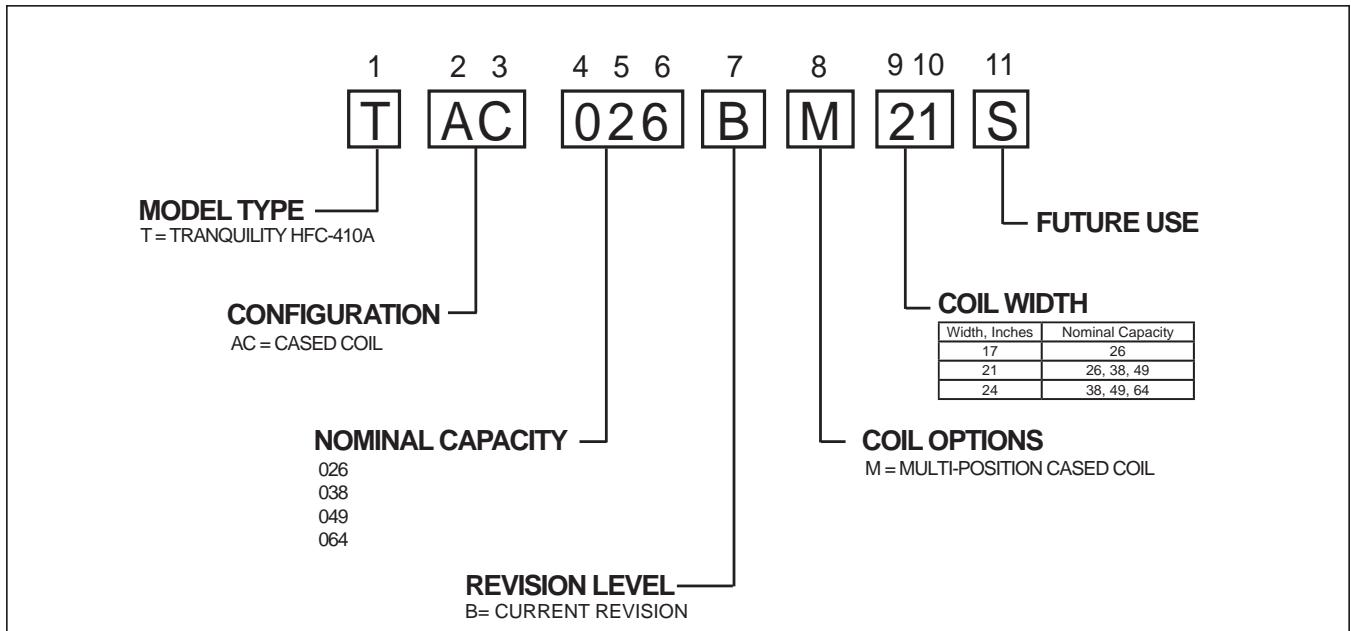 1 2 3 4 5 6 7 8 9 10 11
T AC 026 B M 21 S
MODEL TYPE
T = TRANQUILITY HFC-410A
FUTURE USE
CONFIGURATION
AC = CASED COIL
COIL WIDTH
Width, Inches Nominal Capacity
17 26
21 26, 38, 49
24 38, 49, 64
NOMINAL CAPACITY
026
038
049
064
COIL OPTIONS
M = MULTI-POSITION CASED COIL
REVISION LEVEL
B= CURRENT REVISION